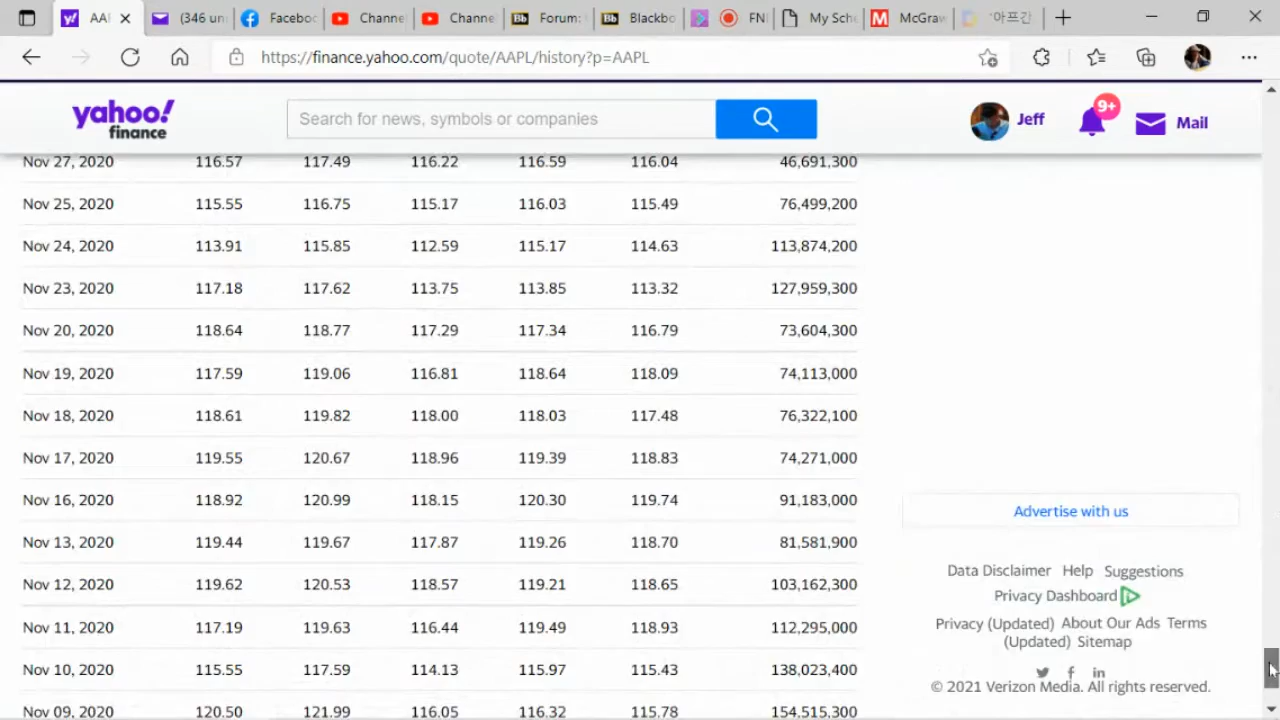 AAI
(346 un
Faceboo
Channe
Channe
Forum:
Blackbo
FN
My Sche
McGraw
'아프간
https://finance.yahoo.com/quote/AAPL/history?p=AAPL
yahoo!
finance
Search for news, symbols or companies
Jeff
9+
Mail
Nov 27, 2020 116.57 117.49 116.22 116.59 116.04 46,691,300
Nov 25, 2020 115.55 116.75 115.17 116.03 115.49 76,499,200
Nov 24, 2020 113.91 115.85 112.59 115.17 114.63 113,874,200
Nov 23, 2020 117.18 117.62 113.75 113.85 113.32 127,959,300
Nov 20, 2020 118.64 118.77 117.29 117.34 116.79 73,604,300
Nov 19, 2020 117.59 119.06 116.81 118.64 118.09 74,113,000
Nov 18, 2020 118.61 119.82 118.00 118.03 117.48 76,322,100
Nov 17, 2020 119.55 120.67 118.96 119.39 118.83 74,271,000
Nov 16, 2020 118.92 120.99 118.15 120.30 119.74 91,183,000
Nov 13, 2020 119.44 119.67 117.87 119.26 118.70 81,581,900
Nov 12, 2020 119.62 120.53 118.57 119.21 118.65 103,162,300
Nov 11, 2020 117.19 119.63 116.44 119.49 118.93 112,295,000
Nov 10, 2020 115.55 117.59 114.13 115.97 115.43 138,023,400
Nov 09, 2020 120.50 121.99 116.05 116.32 115.78 154,515,300
Advertise with us
Data Disclaimer Help Suggestions
Privacy Dashboard
Privacy (Updated) About Our Ads Terms
(Updated) Sitemap
© 2021 Verizon Media. All rights reserved.